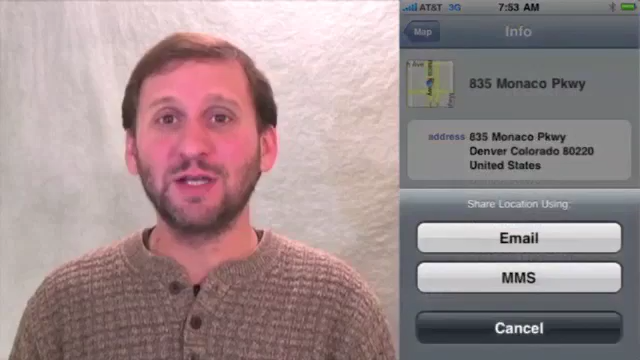 AT&T 3G 7:53 AM
Map Info
835 Monaco Pkwy
address 835 Monaco Pkwy
Denver Colorado 80220
United States
Share Location Using:
Email
MMS
Cancel